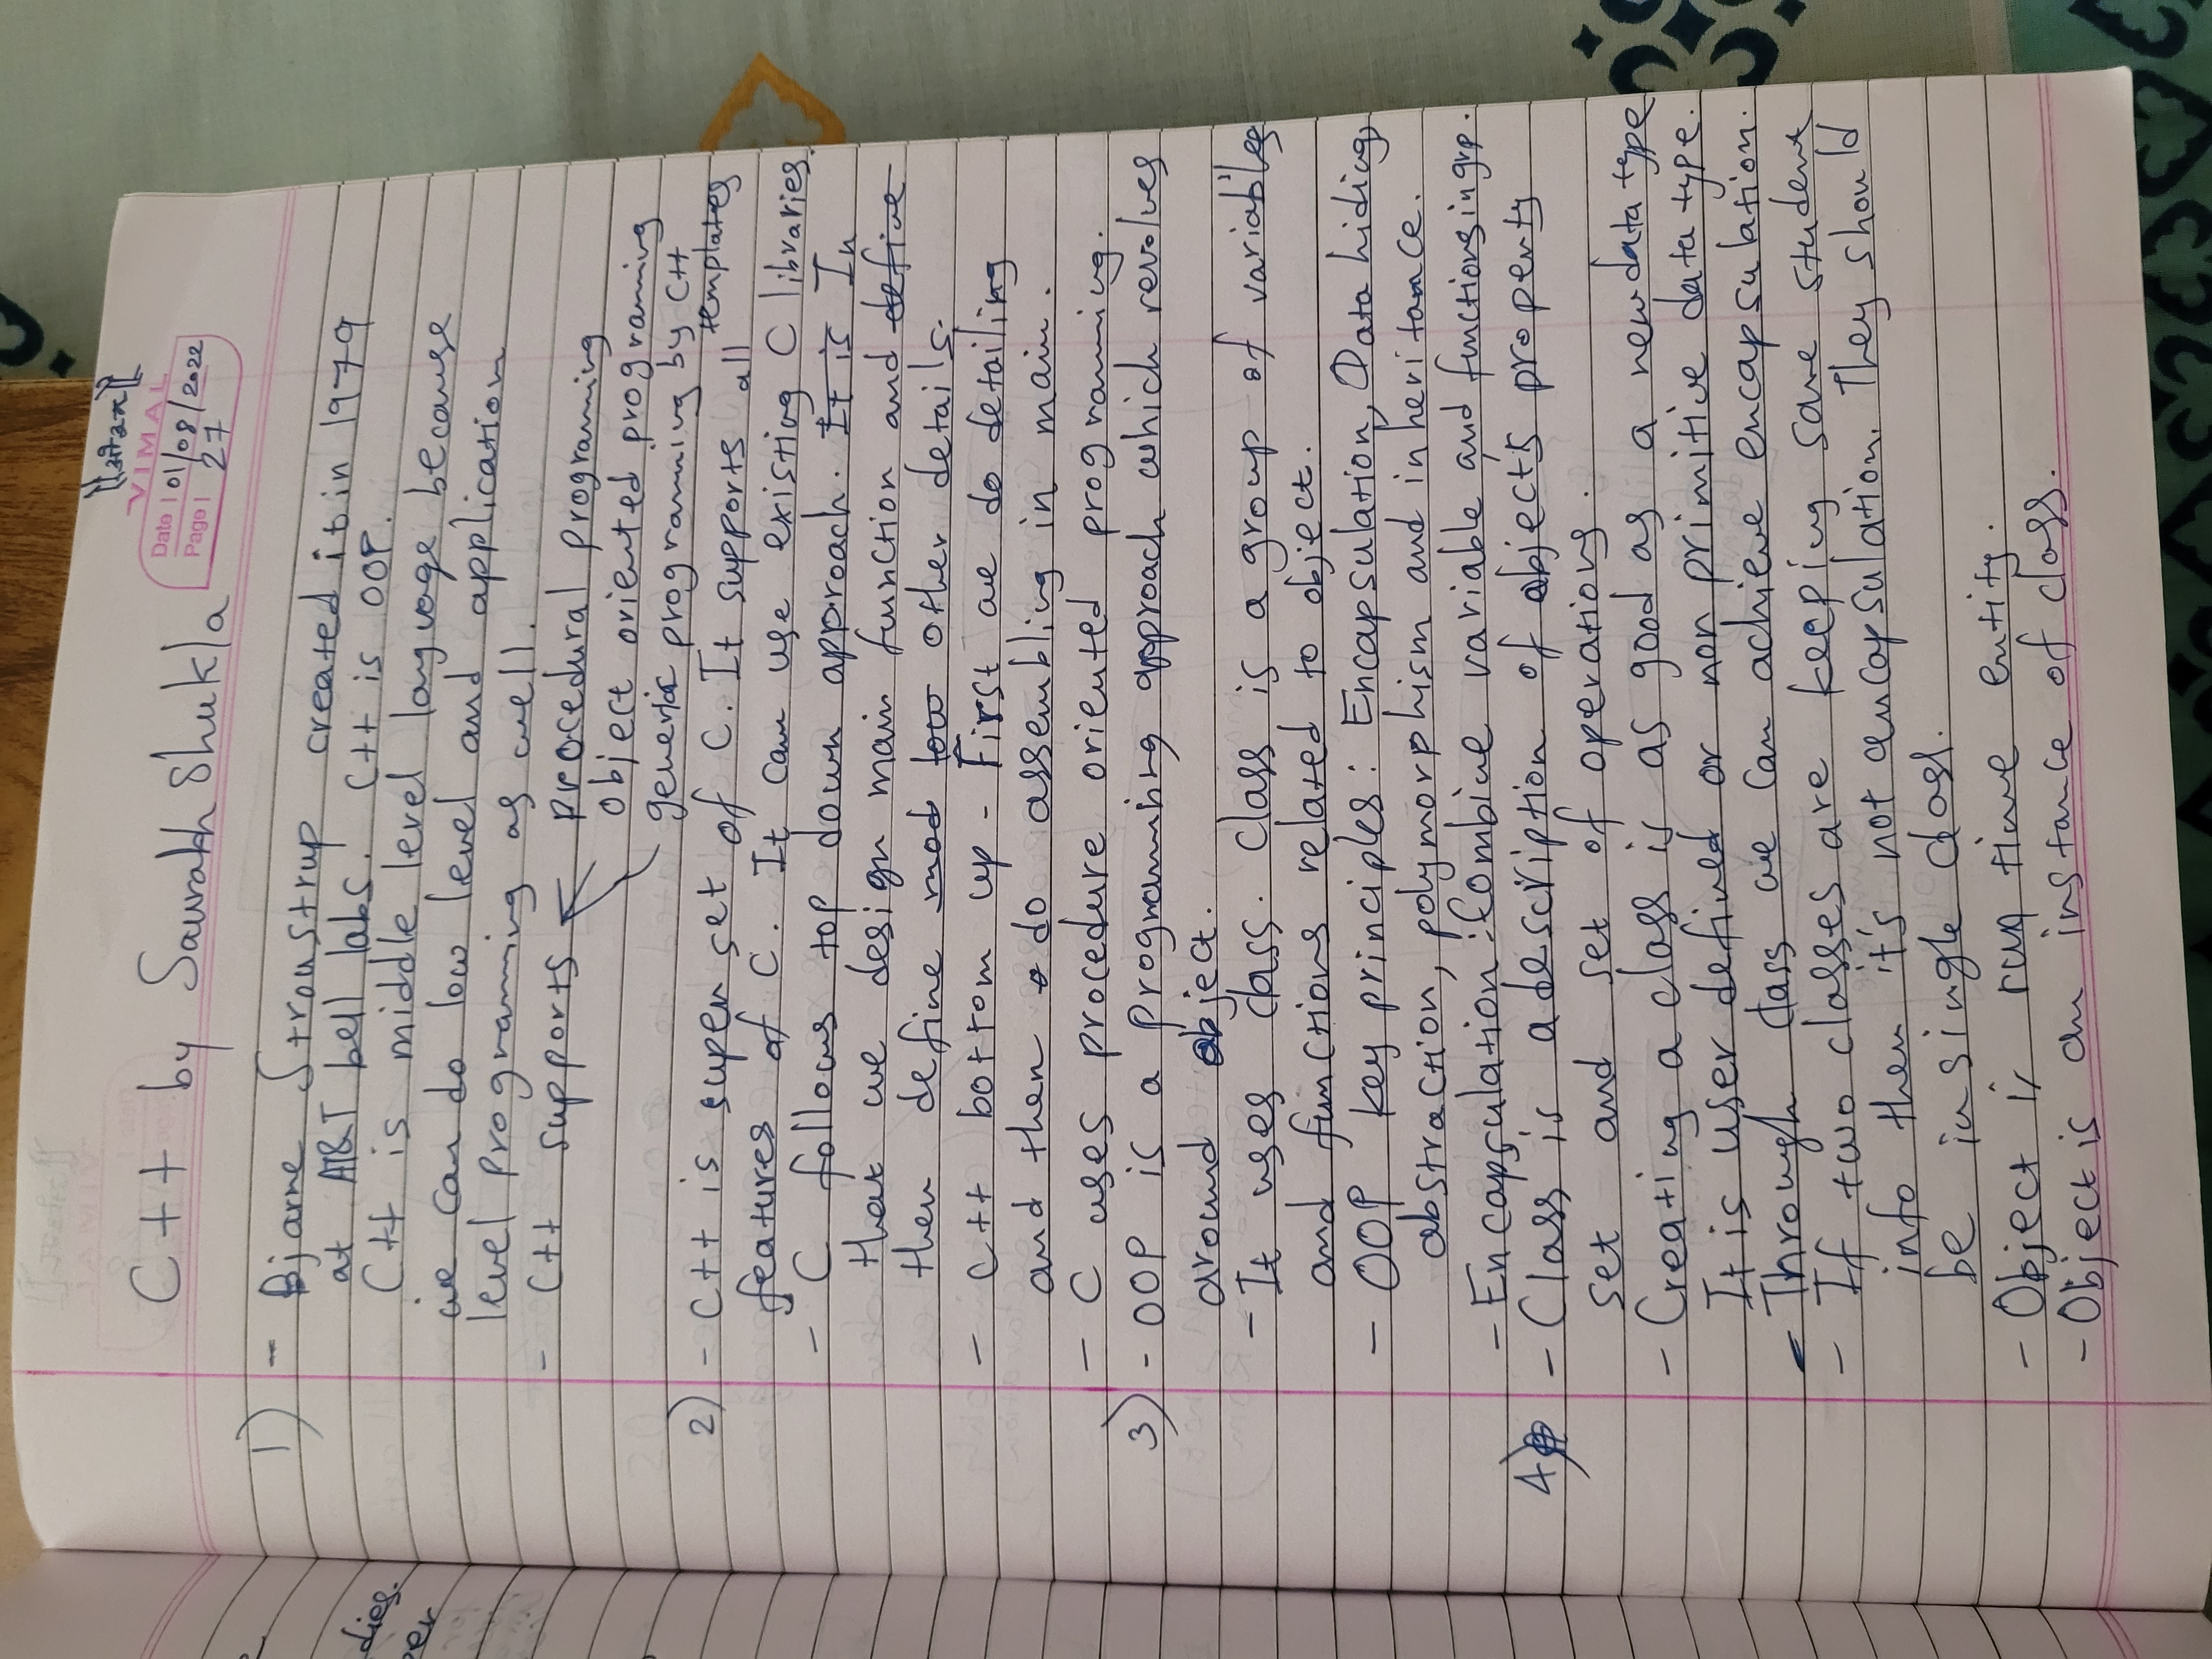 ||ओ३म||
VIMAL
C++ by Saurabh Shukla
Date | 01/08/2022
Page | 27
1) - Bjarne Stroustrup created it in 1979
at AT&T bell labs. C++ is OOP.
C++ is middle level language because
we can do low level and application
level programing as well.
- C++ supports procedural programing
object oriented programing
generic programming by C++
templates
2) - C++ is super set of C. It supports all
features of C. It can use existing C libraries.
- C follows top down approach. It is In
that we design main function and define
then define mod low other details.
- C++ bottom up - First we do detailing
and then do assembling in main.
- C uses procedure oriented programing.
3) - OOP is a Programming approach which revolves
around object.
- It uses class. Class is a group of variables
and functions related to object.
- OOP key principles: Encapsulation, Data hiding,
abstraction, polymorphism and inheritance.
- Encapsulation: Combine variable and functions in grp.
4) - Class is a description of object's property
set and set of operations.
- Creating a class is as good as a new data type
It is user defined or non primitive data type.
- Through class we can achieve encapsulation.
- If two classes are keeping same student
info then it's not encapsulation. They should
be in single class.
- Object is run time entity.
- Object is an instance of class.
dies.
er